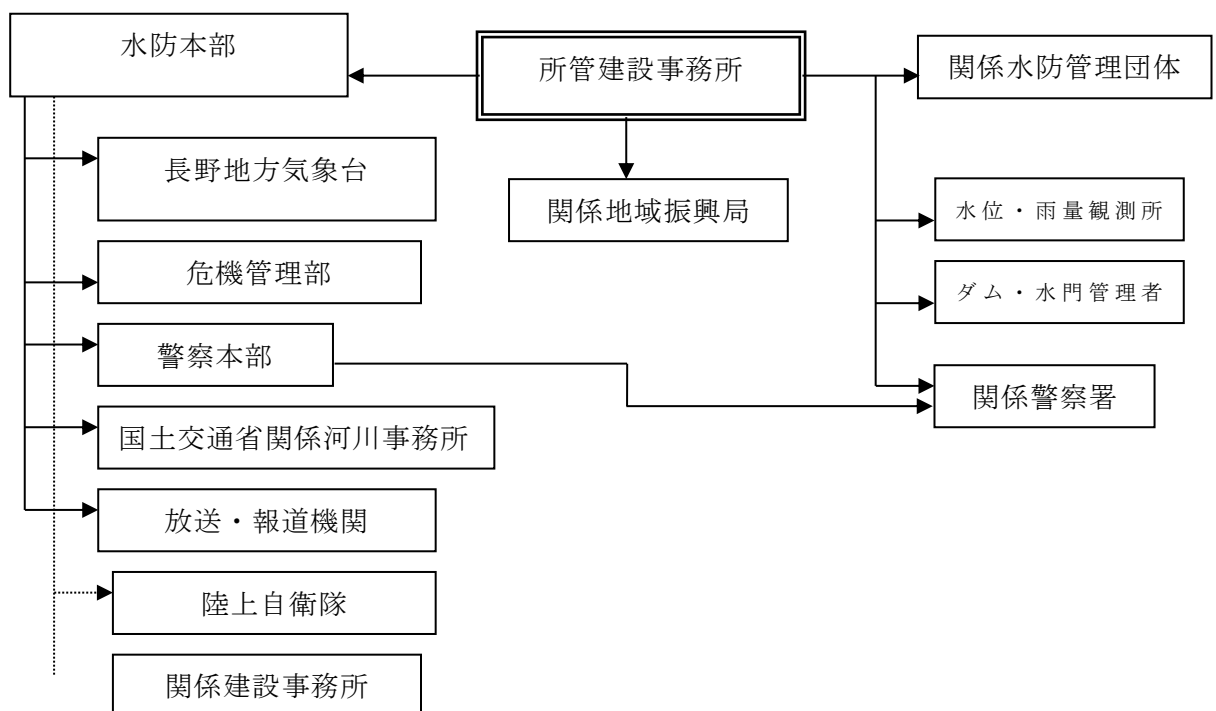 水防本部
所管建設事務所
関係水防管理団体
長野地方気象台
関係地域振興局
水位・雨量観測所
危機管理部
ダム・水門管理者
警察本部
関係警察署
国土交通省関係河川事務所
放送・報道機関
陸上自衛隊
関係建設事務所